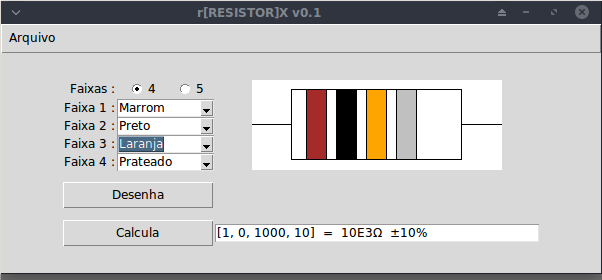 r[RESISTOR]X v0.1
Arquivo
Faixas : 4 5
Faixa 1 : Marrom
Faixa 2 : Preto
Faixa 3 : Laranja
Faixa 4 : Prateado
Desenha
Calcula [1, 0, 1000, 10] = 10E3Ω ±10%